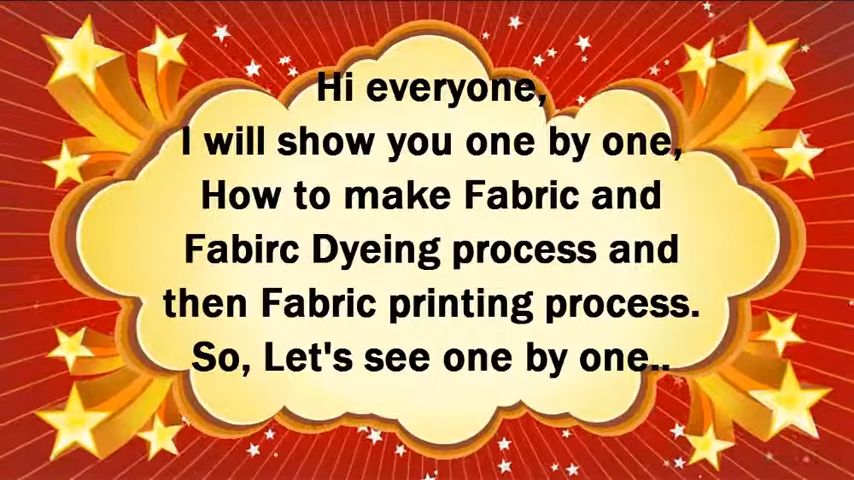 Hi everyone,
I will show you one by one,
How to make Fabric and
Fabirc Dyeing process and
then Fabric printing process.
So, Let's see one by one..